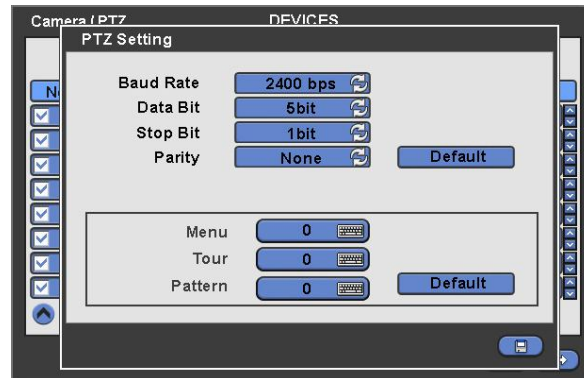 Camera / PTZ DEVICES
PTZ Setting
Baud Rate 2400 bps
Data Bit 5bit
Stop Bit 1bit
Parity None Default
Menu 0
Tour 0
Pattern 0 Default